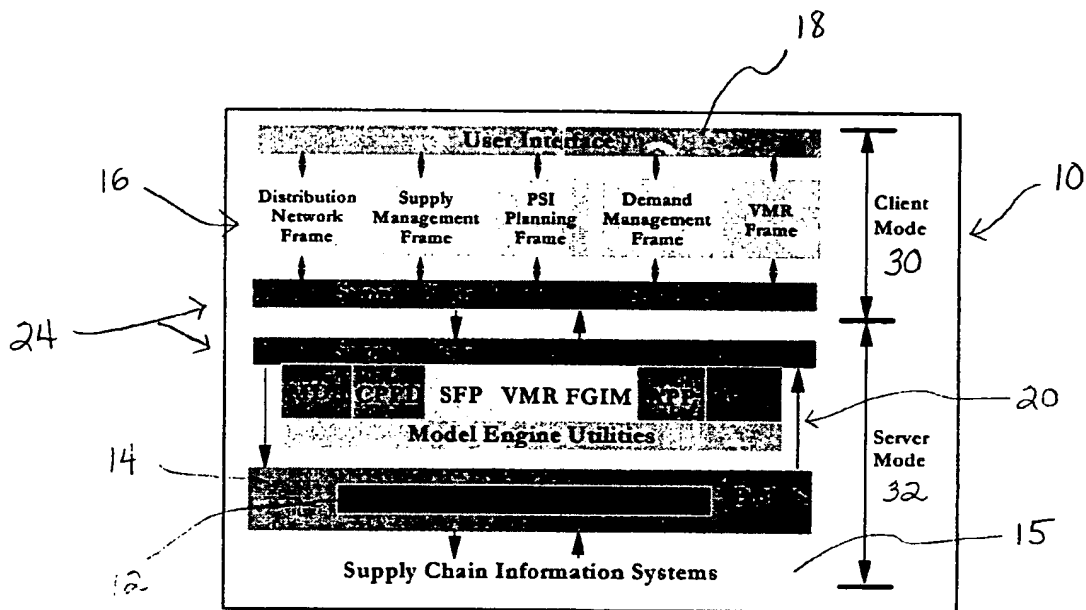 18
User Interface
16
Distribution
Network
Frame
Supply
Management
Frame
PSI
Planning
Frame
Demand
Management
Frame
VMR
Frame
Client
Mode
30
10
24
SFP VMR FGIM
Model Engine Utilities
20
Server
Mode
32
14
12
15
Supply Chain Information Systems